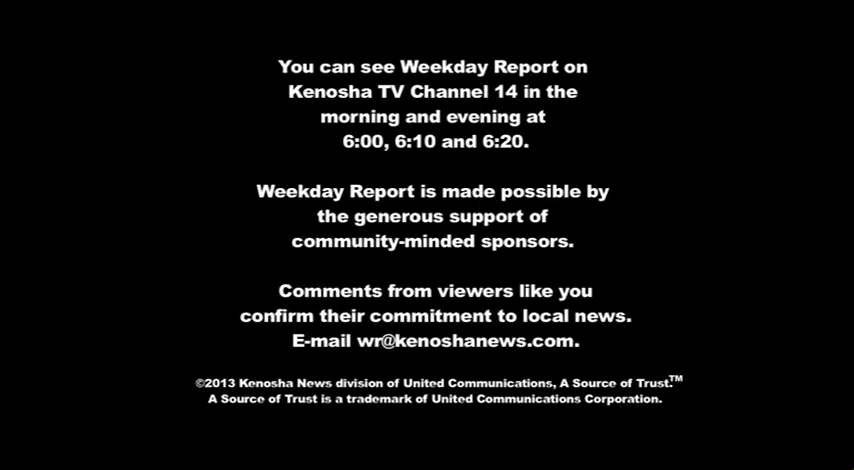 You can see Weekday Report on
Kenosha TV Channel 14 in the
morning and evening at
6:00, 6:10 and 6:20.
Weekday Report is made possible by
the generous support of
community-minded sponsors.
Comments from viewers like you
confirm their commitment to local news.
E-mail wr@kenoshanews.com.
©2013 Kenosha News division of United Communications, A Source of Trust.™
A Source of Trust is a trademark of United Communications Corporation.